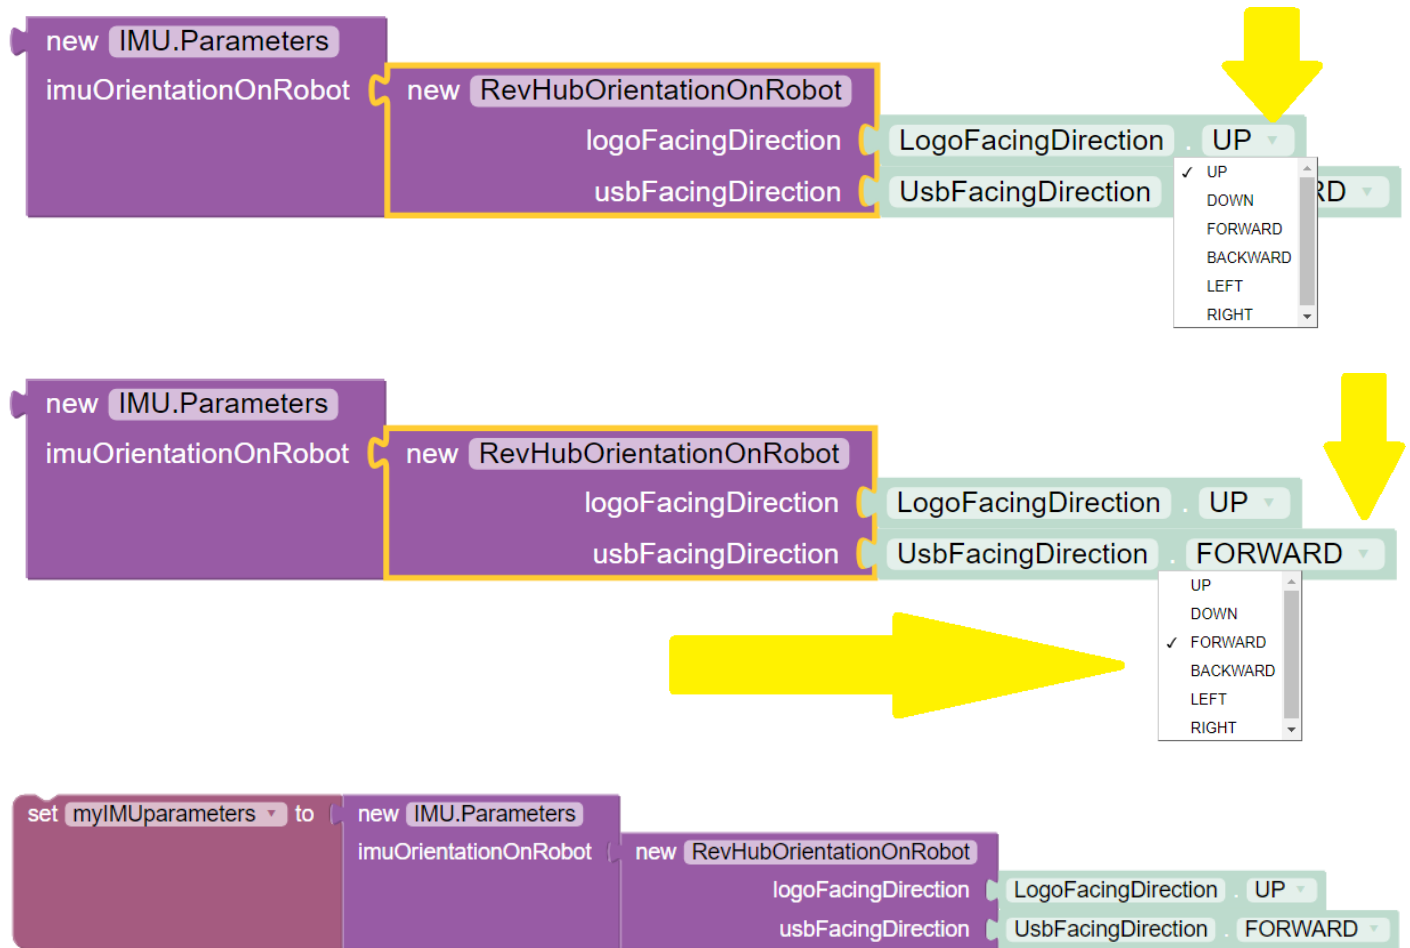 new IMU.Parameters
imuOrientationOnRobot new RevHubOrientationOnRobot
logoFacingDirection LogoFacingDirection . UP
usbFacingDirection UsbFacingDirection RD
✓ UP
DOWN
FORWARD
BACKWARD
LEFT
RIGHT
new IMU.Parameters
imuOrientationOnRobot new RevHubOrientationOnRobot
logoFacingDirection LogoFacingDirection . UP
usbFacingDirection UsbFacingDirection . FORWARD
UP
DOWN
✓ FORWARD
BACKWARD
LEFT
RIGHT
set myIMUparameters to new IMU.Parameters
imuOrientationOnRobot new RevHubOrientationOnRobot
logoFacingDirection LogoFacingDirection . UP
usbFacingDirection UsbFacingDirection . FORWARD